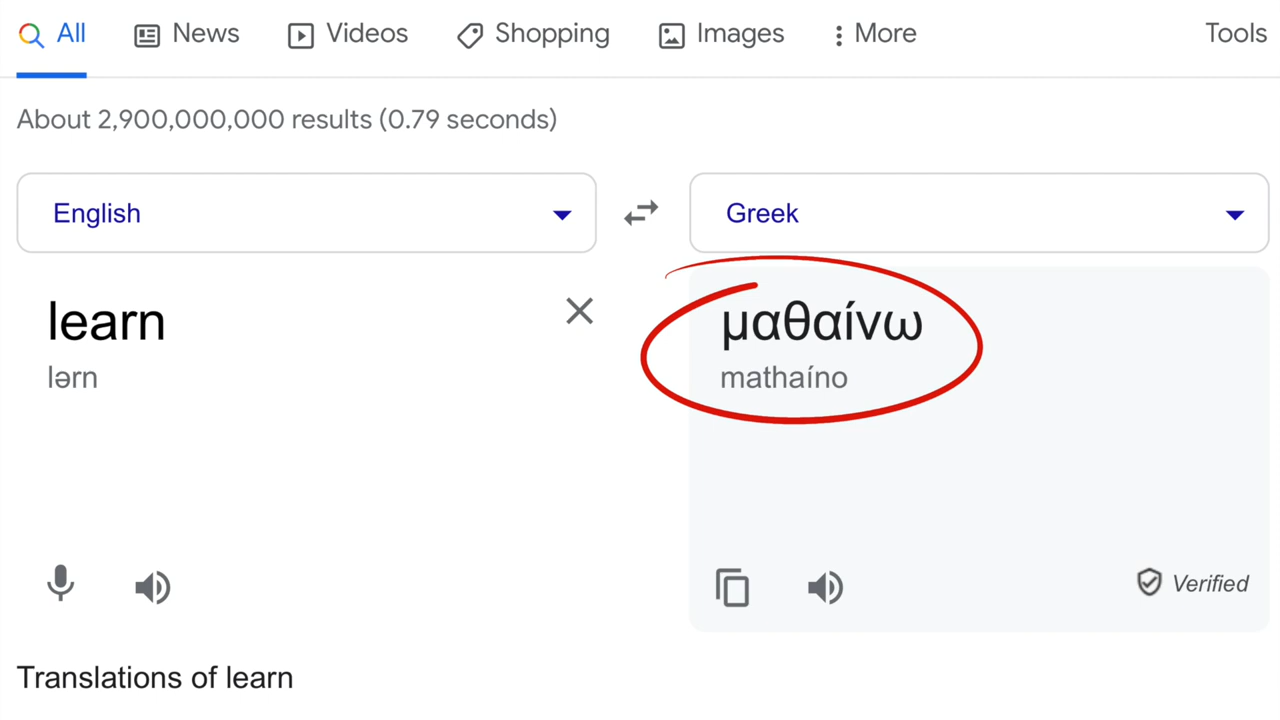 All News Videos Shopping Images More Tools
About 2,900,000,000 results (0.79 seconds)
English Greek
learn μαθαίνω
lərn mathaíno
Verified
Translations of learn